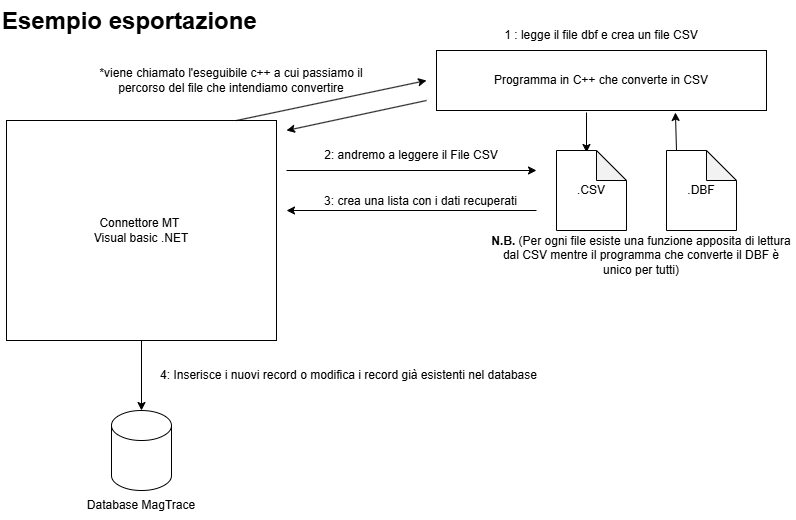 Esempio esportazione
1 : legge il file dbf e crea un file CSV
*viene chiamato l'eseguibile c++ a cui passiamo il
percorso del file che intendiamo convertire
Programma in C++ che converte in CSV
2: andremo a leggere il File CSV
3: crea una lista con i dati recuperati
.CSV
.DBF
Connettore MT
Visual basic .NET
N.B. (Per ogni file esiste una funzione apposita di lettura
dal CSV mentre il programma che converte il DBF è
unico per tutti)
4: Inserisce i nuovi record o modifica i record già esistenti nel database
Database MagTrace